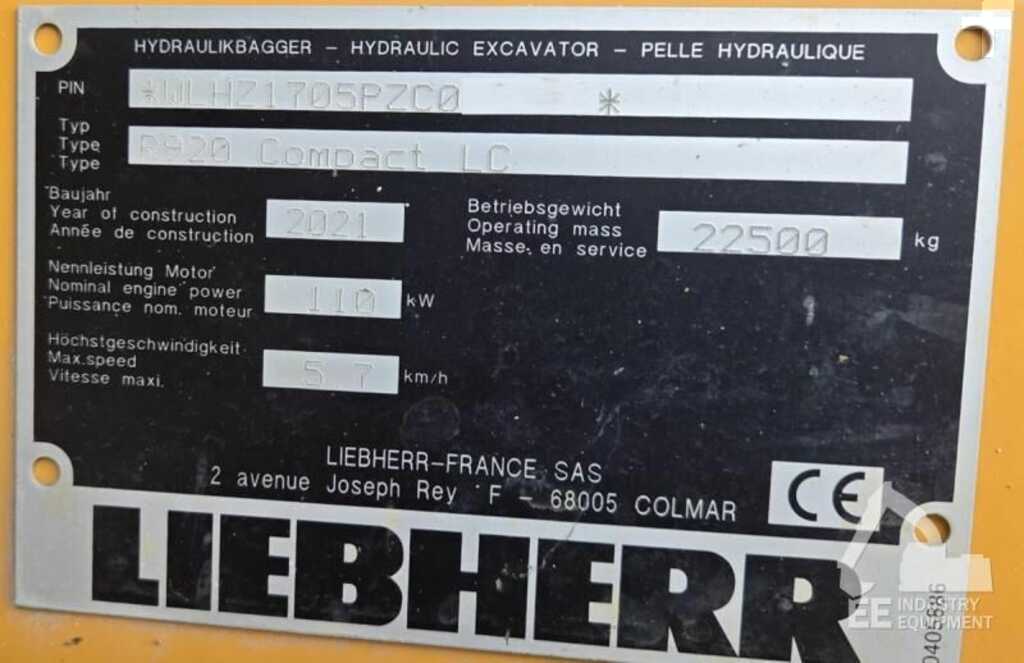 HYDRAULIKBAGGER – HYDRAULIC EXCAVATOR – PELLE HYDRAULIQUE
PIN *WLHZ1705PZC0 *
Typ
Type
Type
R920 Compact LC
Baujahr
Year of construction
Année de construction
2021
Betriebsgewicht
Operating mass
Masse en service
22500 kg
Nennleistung Motor
Nominal engine power
Puissance nom. moteur
110 kW
Höchstgeschwindigkeit
Max.speed
Vitesse maxi.
5.7 km/h
LIEBHERR-FRANCE SAS
2 avenue Joseph Rey F – 68005 COLMAR
CE
LIEBHERR
EE INDUSTRY
EQUIPMENT